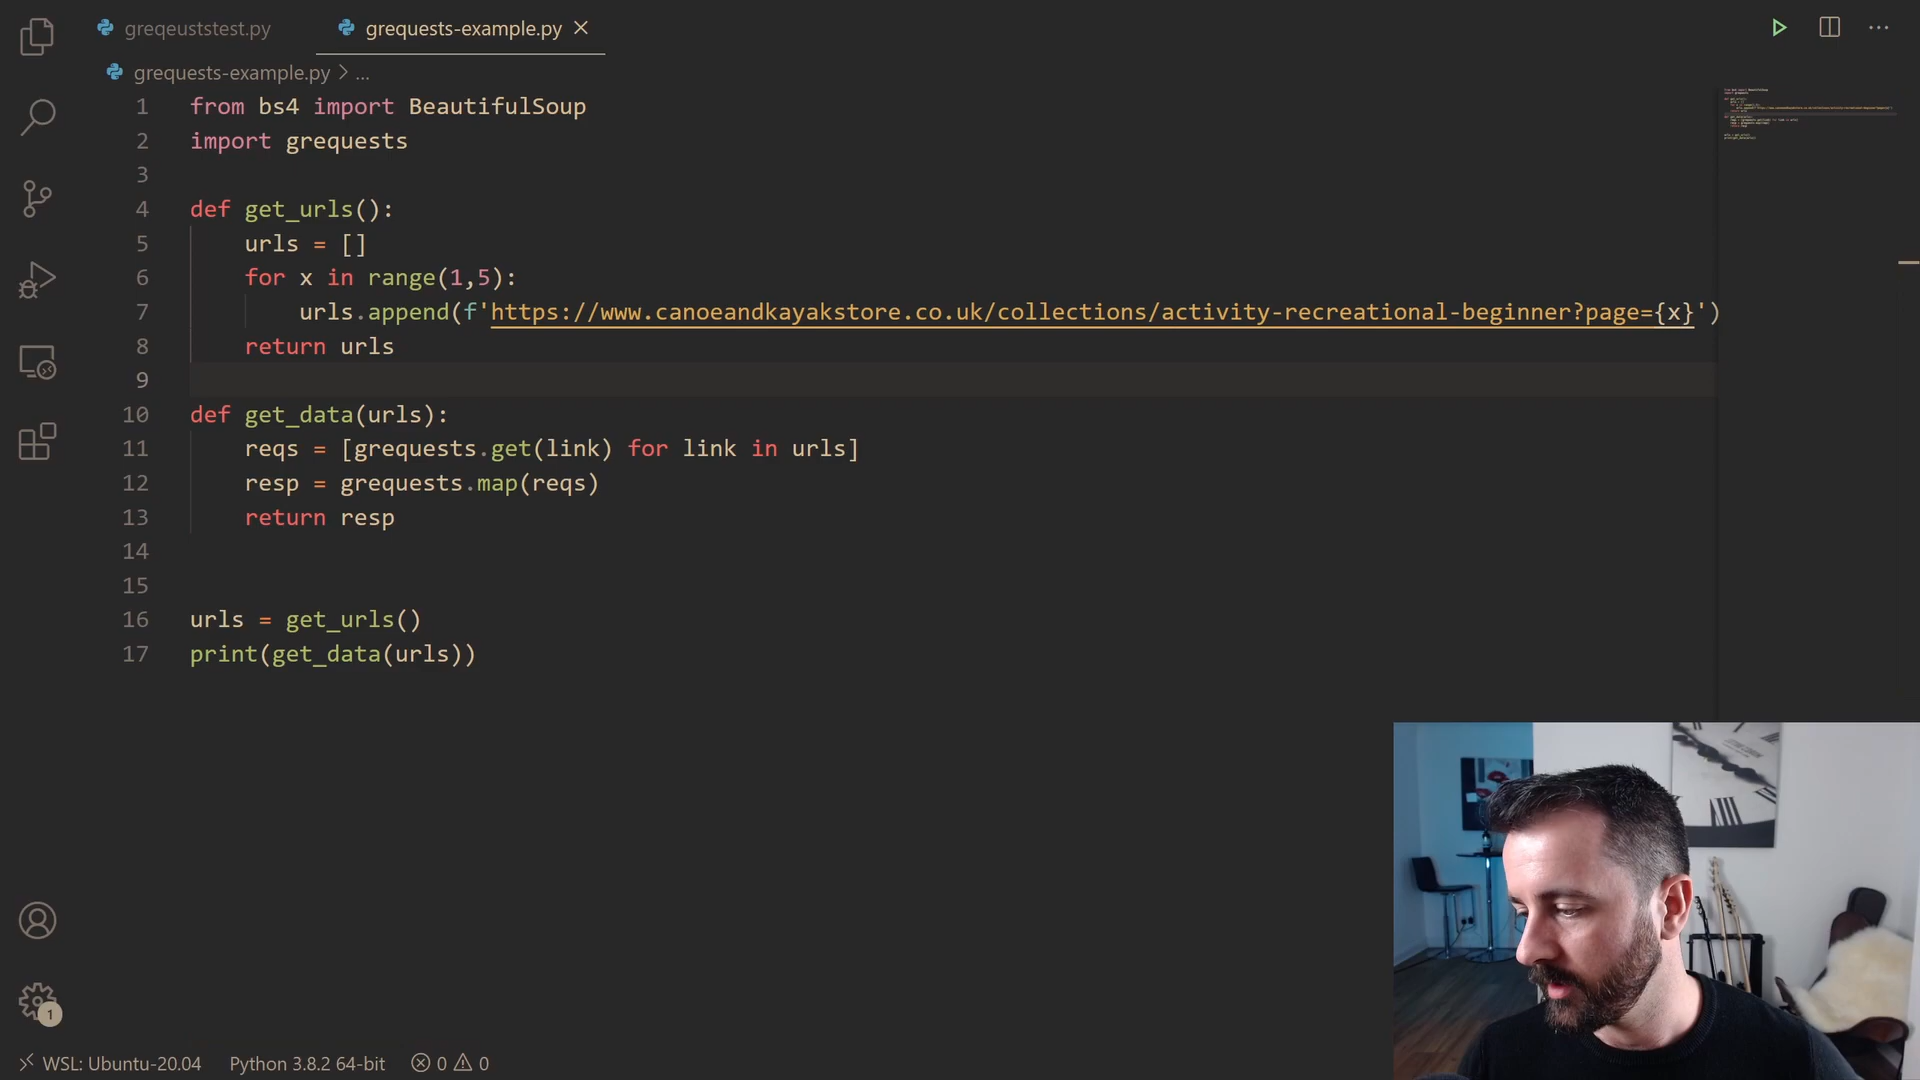 greqeuststest.py
grequests-example.py
grequests-example.py > ...
1 from bs4 import BeautifulSoup
2 import grequests
3
4 def get_urls():
5 urls = []
6 for x in range(1,5):
7 urls.append(f'https://www.canoeandkayakstore.co.uk/collections/activity-recreational-beginner?page={x}')
8 return urls
9
10 def get_data(urls):
11 reqs = [grequests.get(link) for link in urls]
12 resp = grequests.map(reqs)
13 return resp
14
15
16 urls = get_urls()
17 print(get_data(urls))
1
WSL: Ubuntu-20.04 Python 3.8.2 64-bit 0 0